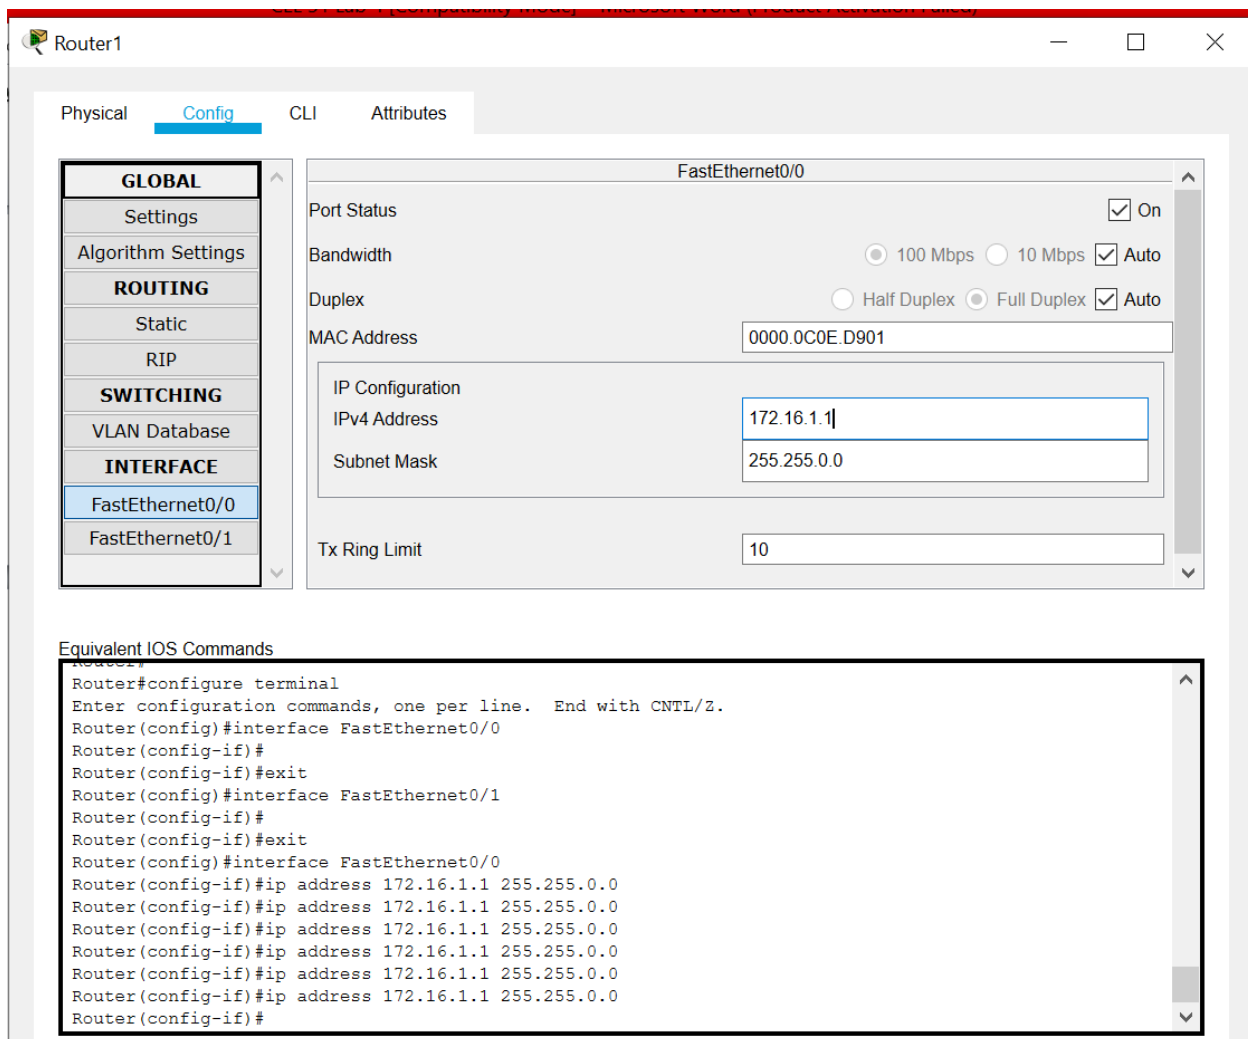 Router1
Physical Config CLI Attributes
GLOBAL
Settings
Algorithm Settings
ROUTING
Static
RIP
SWITCHING
VLAN Database
INTERFACE
FastEthernet0/0
FastEthernet0/1
FastEthernet0/0
Port Status On
Bandwidth 100 Mbps 10 Mbps Auto
Duplex Half Duplex Full Duplex Auto
MAC Address 0000.0C0E.D901
IP Configuration
IPv4 Address 172.16.1.1
Subnet Mask 255.255.0.0
Tx Ring Limit 10
Equivalent IOS Commands
Router#
Router#configure terminal
Enter configuration commands, one per line. End with CNTL/Z.
Router(config)#interface FastEthernet0/0
Router(config-if)#
Router(config-if)#exit
Router(config)#interface FastEthernet0/1
Router(config-if)#
Router(config-if)#exit
Router(config)#interface FastEthernet0/0
Router(config-if)#ip address 172.16.1.1 255.255.0.0
Router(config-if)#ip address 172.16.1.1 255.255.0.0
Router(config-if)#ip address 172.16.1.1 255.255.0.0
Router(config-if)#ip address 172.16.1.1 255.255.0.0
Router(config-if)#ip address 172.16.1.1 255.255.0.0
Router(config-if)#ip address 172.16.1.1 255.255.0.0
Router(config-if)#